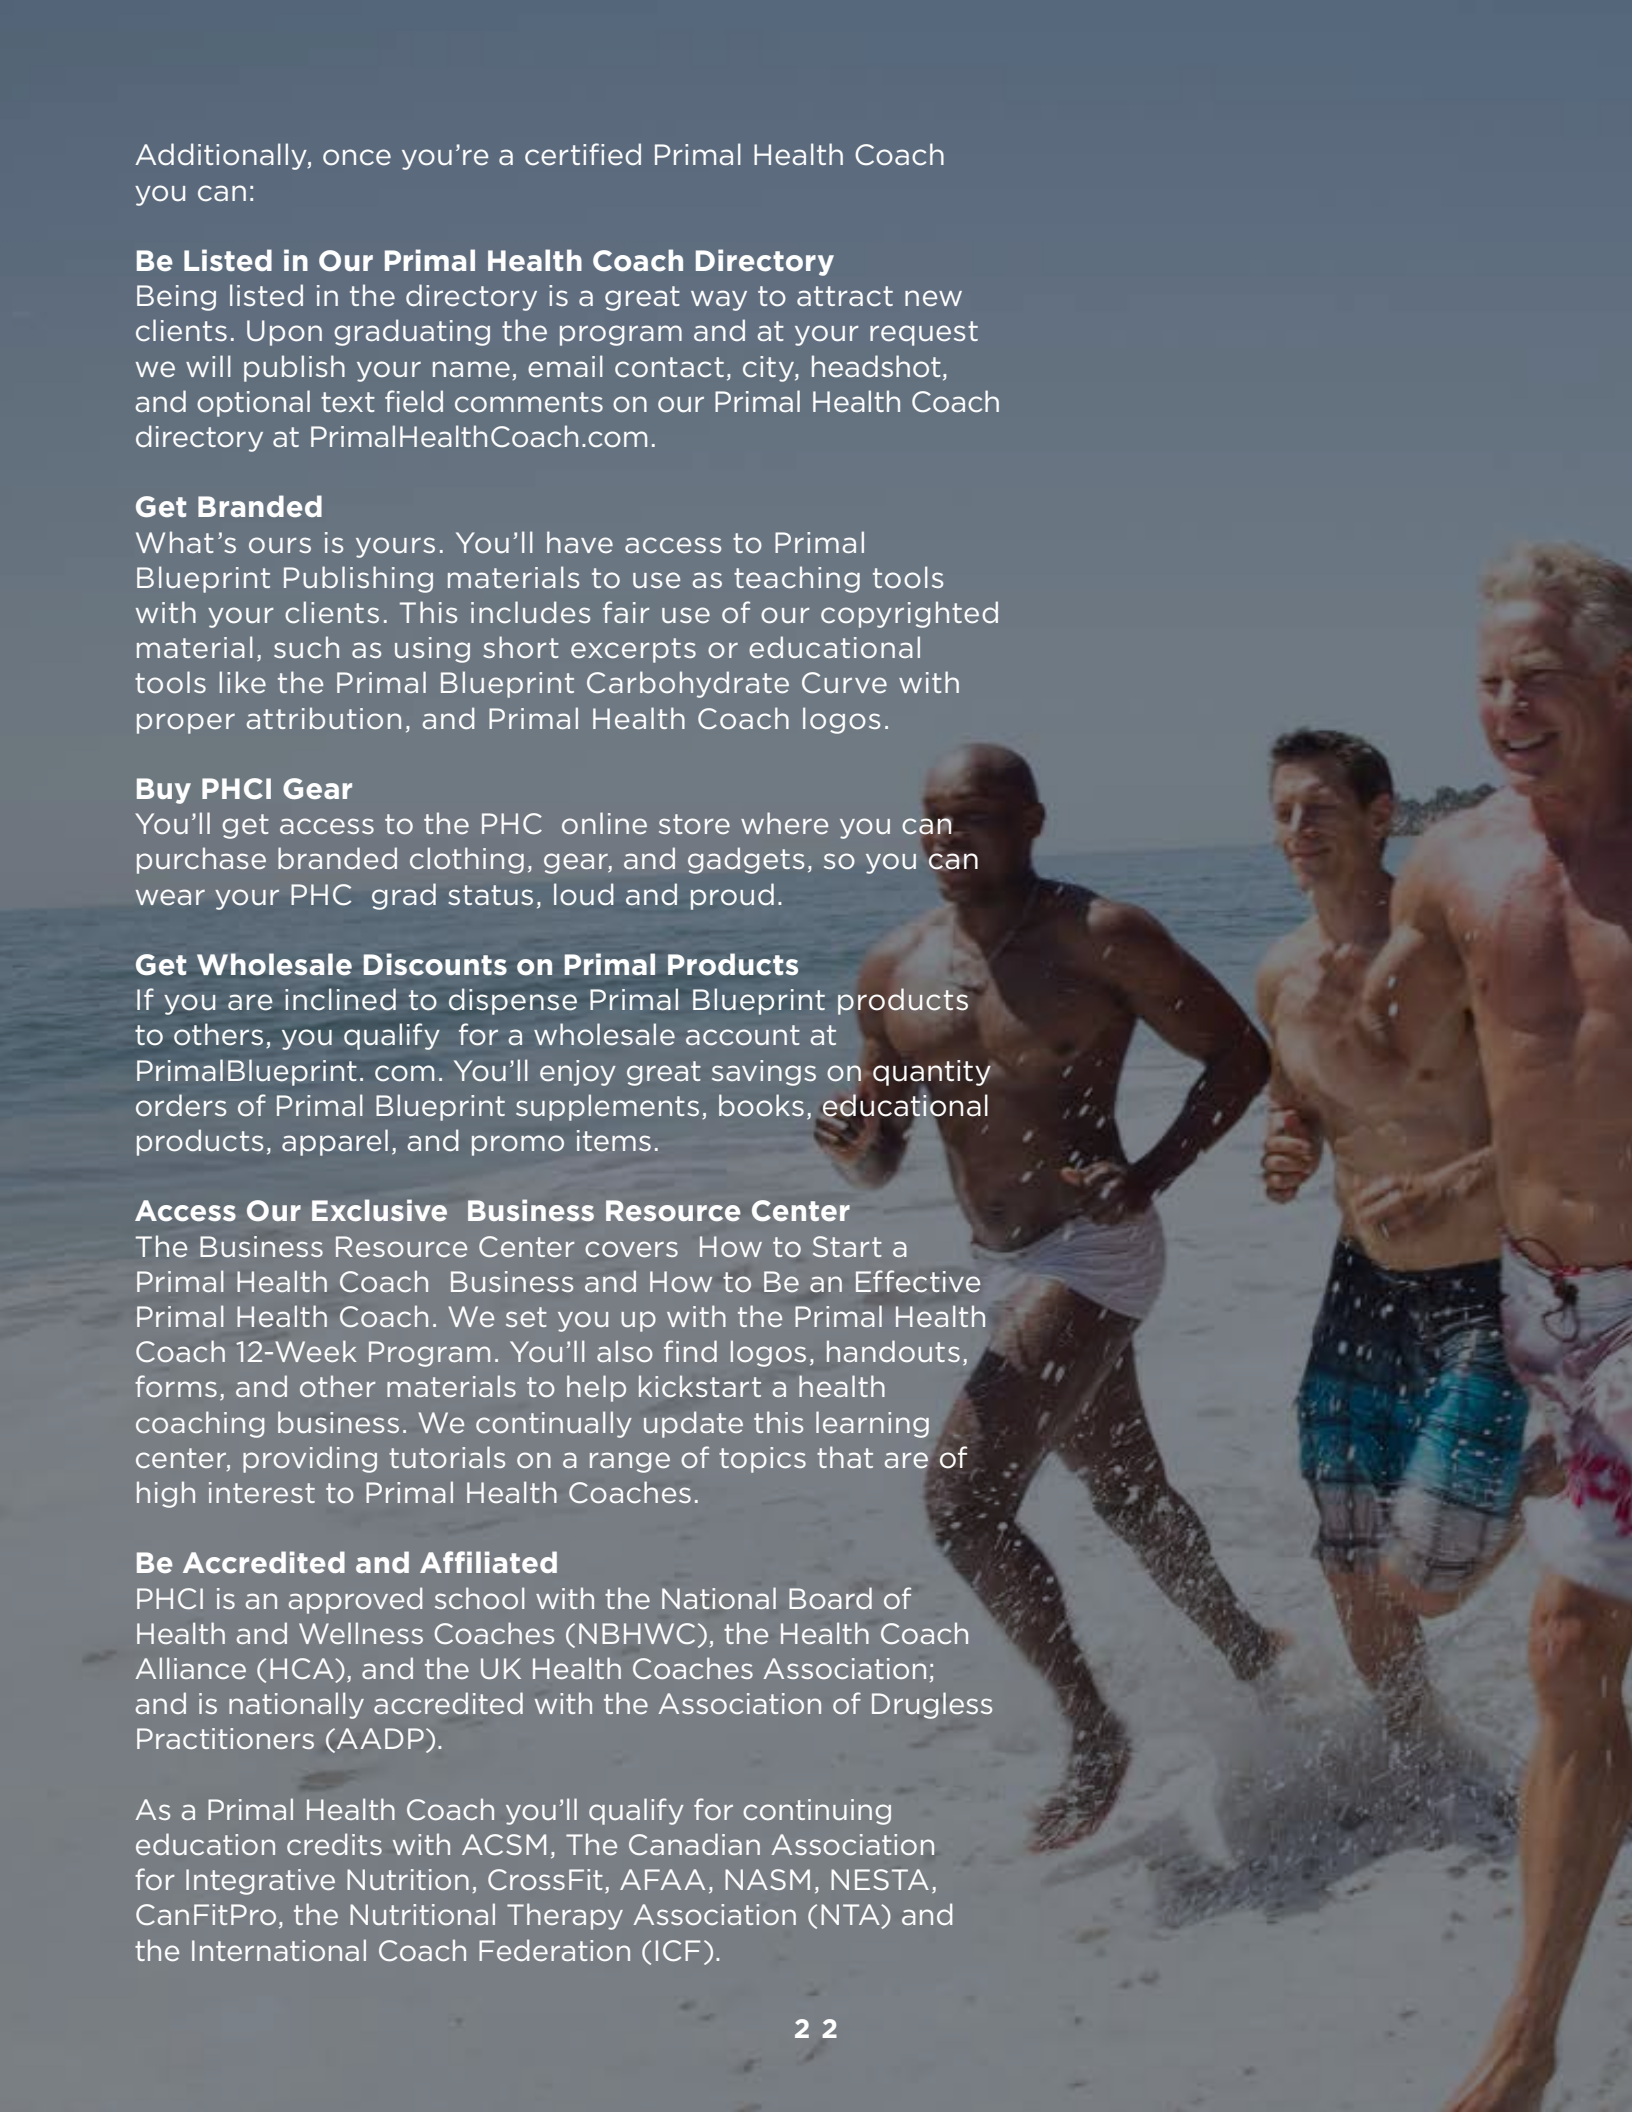 Additionally, once you’re a certified Primal Health Coach
you can:
Be Listed in Our Primal Health Coach Directory
Being listed in the directory is a great way to attract new
clients. Upon graduating the program and at your request
we will publish your name, email contact, city, headshot,
and optional text field comments on our Primal Health Coach
directory at PrimalHealthCoach.com.
Get Branded
What’s ours is yours. You’ll have access to Primal
Blueprint Publishing materials to use as teaching tools
with your clients. This includes fair use of our copyrighted
material, such as using short excerpts or educational
tools like the Primal Blueprint Carbohydrate Curve with
proper attribution, and Primal Health Coach logos.
Buy PHCI Gear
You’ll get access to the PHC online store where you can
purchase branded clothing, gear, and gadgets, so you can
wear your PHC grad status, loud and proud.
Get Wholesale Discounts on Primal Products
If you are inclined to dispense Primal Blueprint products
to others, you qualify for a wholesale account at
PrimalBlueprint. com. You’ll enjoy great savings on quantity
orders of Primal Blueprint supplements, books, educational
products, apparel, and promo items.
Access Our Exclusive Business Resource Center
The Business Resource Center covers How to Start a
Primal Health Coach Business and How to Be an Effective
Primal Health Coach. We set you up with the Primal Health
Coach 12-Week Program. You’ll also find logos, handouts,
forms, and other materials to help kickstart a health
coaching business. We continually update this learning
center, providing tutorials on a range of topics that are of
high interest to Primal Health Coaches.
Be Accredited and Affiliated
PHCI is an approved school with the National Board of
Health and Wellness Coaches (NBHWC), the Health Coach
Alliance (HCA), and the UK Health Coaches Association;
and is nationally accredited with the Association of Drugless
Practitioners (AADP).
As a Primal Health Coach you’ll qualify for continuing
education credits with ACSM, The Canadian Association
for Integrative Nutrition, CrossFit, AFAA, NASM, NESTA,
CanFitPro, the Nutritional Therapy Association (NTA) and
the International Coach Federation (ICF).
22